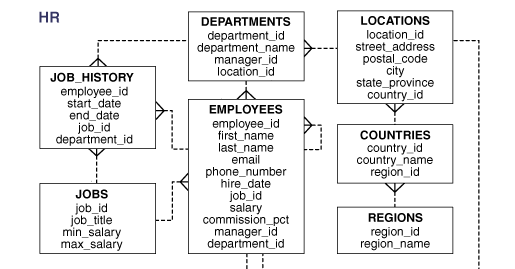 HR
DEPARTMENTS
department_id
department_name
manager_id
location_id
LOCATIONS
location_id
street_address
postal_code
city
state_province
country_id
JOB_HISTORY
employee_id
start_date
end_date
job_id
department_id
EMPLOYEES
employee_id
first_name
last_name
email
phone_number
hire_date
job_id
salary
commission_pct
manager_id
department_id
COUNTRIES
country_id
country_name
region_id
JOBS
job_id
job_title
min_salary
max_salary
REGIONS
region_id
region_name